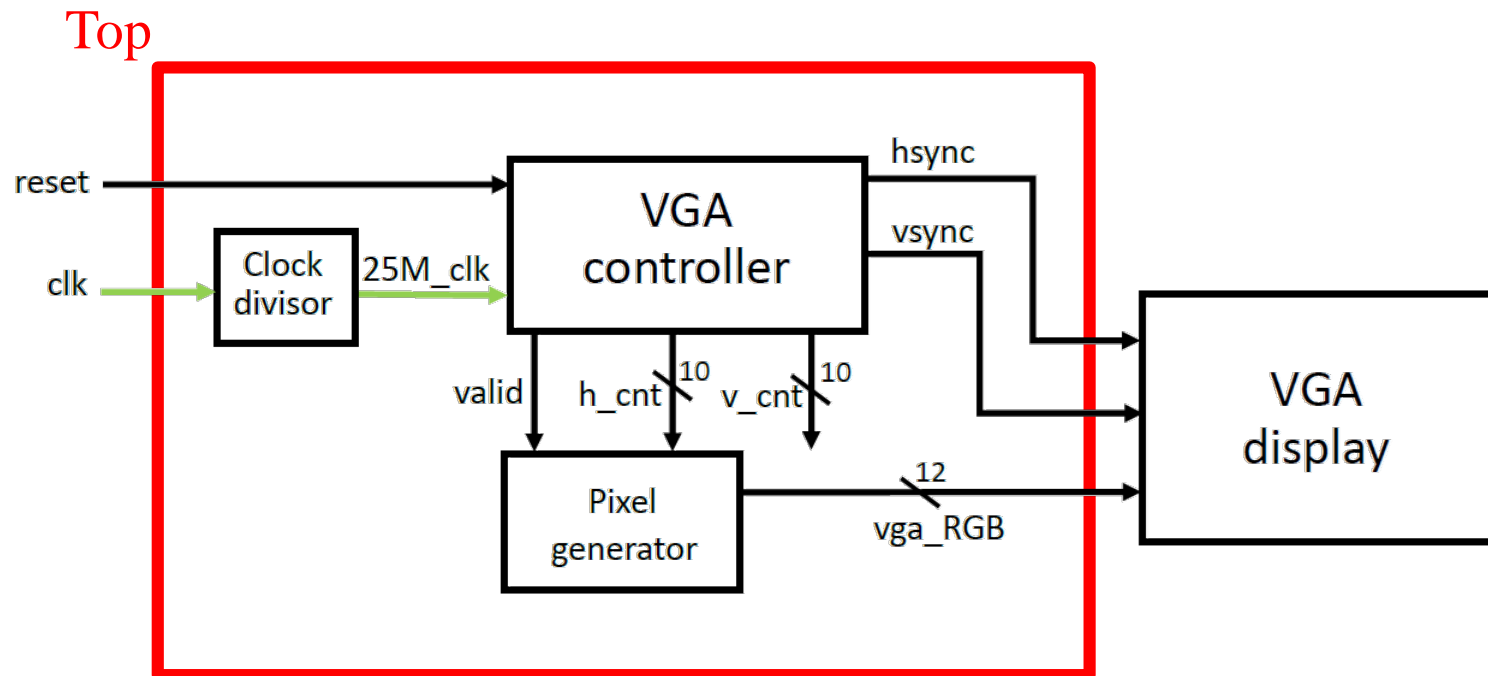 Top
reset
clk
Clock
divisor
25M_clk
VGA
controller
hsync
vsync
valid
h_cnt
10
v_cnt
10
Pixel
generator
12
vga_RGB
VGA
display